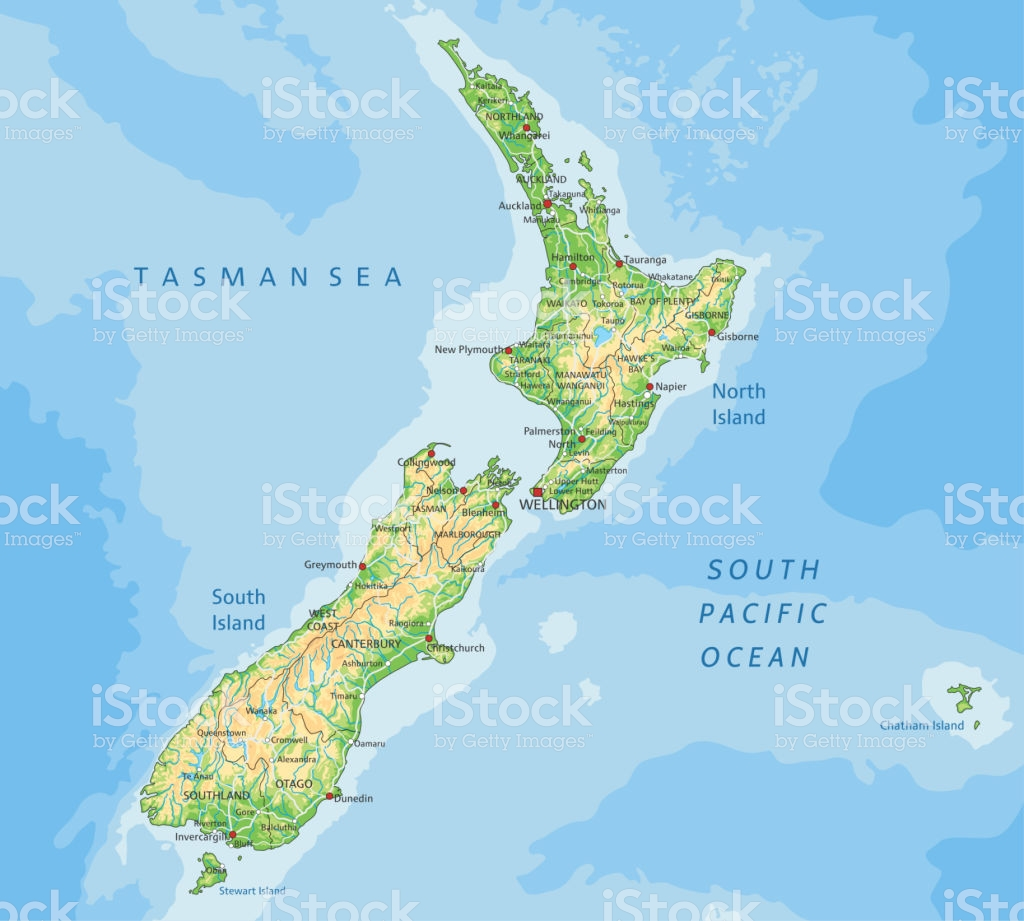 Kaitaia
Kerikeri
NORTHLAND
Whangarei
AUCKLAND
Takapuna
Auckland
Manukau
Whitianga
Hamilton
Tauranga
Cambridge
Whakatane
Rotorua
Tikitiki
WAIKATO
Tokoroa
BAY OF PLENTY
Taupo
GISBORNE
Taumarunui
Gisborne
TASMAN SEA
New Plymouth
Waitara
Wairoa
TARANAKI
HAWKE'S
BAY
Stratford
MANAWATU
WANGANUI
Hawera
Napier
Whanganui
Hastings
North
Island
Waipukurau
Palmerston
North
Feilding
Levin
Masterton
Upper Hutt
Lower Hutt
WELLINGTON
Collingwood
Picton
Nelson
TASMAN
Blenheim
Westport
MARLBOROUGH
Greymouth
Kaikoura
Hokitika
South
Island
WEST
COAST
Rangiora
CANTERBURY
Christchurch
Ashburton
Timaru
Wanaka
Queenstown
Cromwell
Oamaru
Alexandra
Te Anau
OTAGO
SOUTHLAND
Dunedin
Gore
Riverton
Balclutha
Invercargill
Bluff
Oban
Stewart Island
SOUTH
PACIFIC
OCEAN
Chatham Island
iStock
by Getty Images™